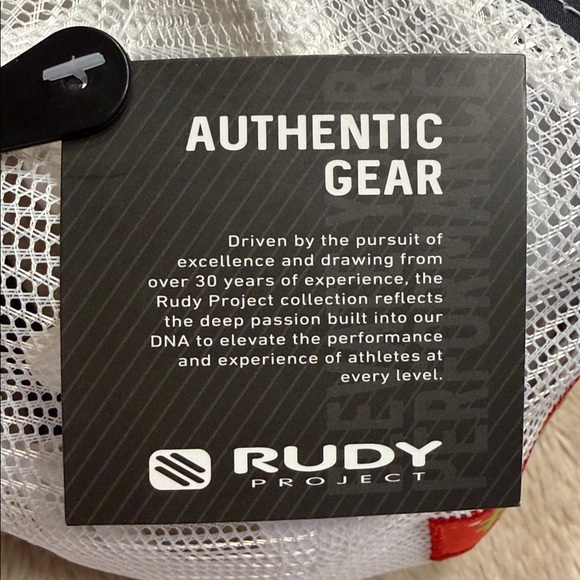 AUTHENTIC
GEAR
Driven by the pursuit of
excellence and drawing from
over 30 years of experience, the
Rudy Project collection reflects
the deep passion built into our
DNA to elevate the performance
and experience of athletes at
every level.
RUDY
PROJECT